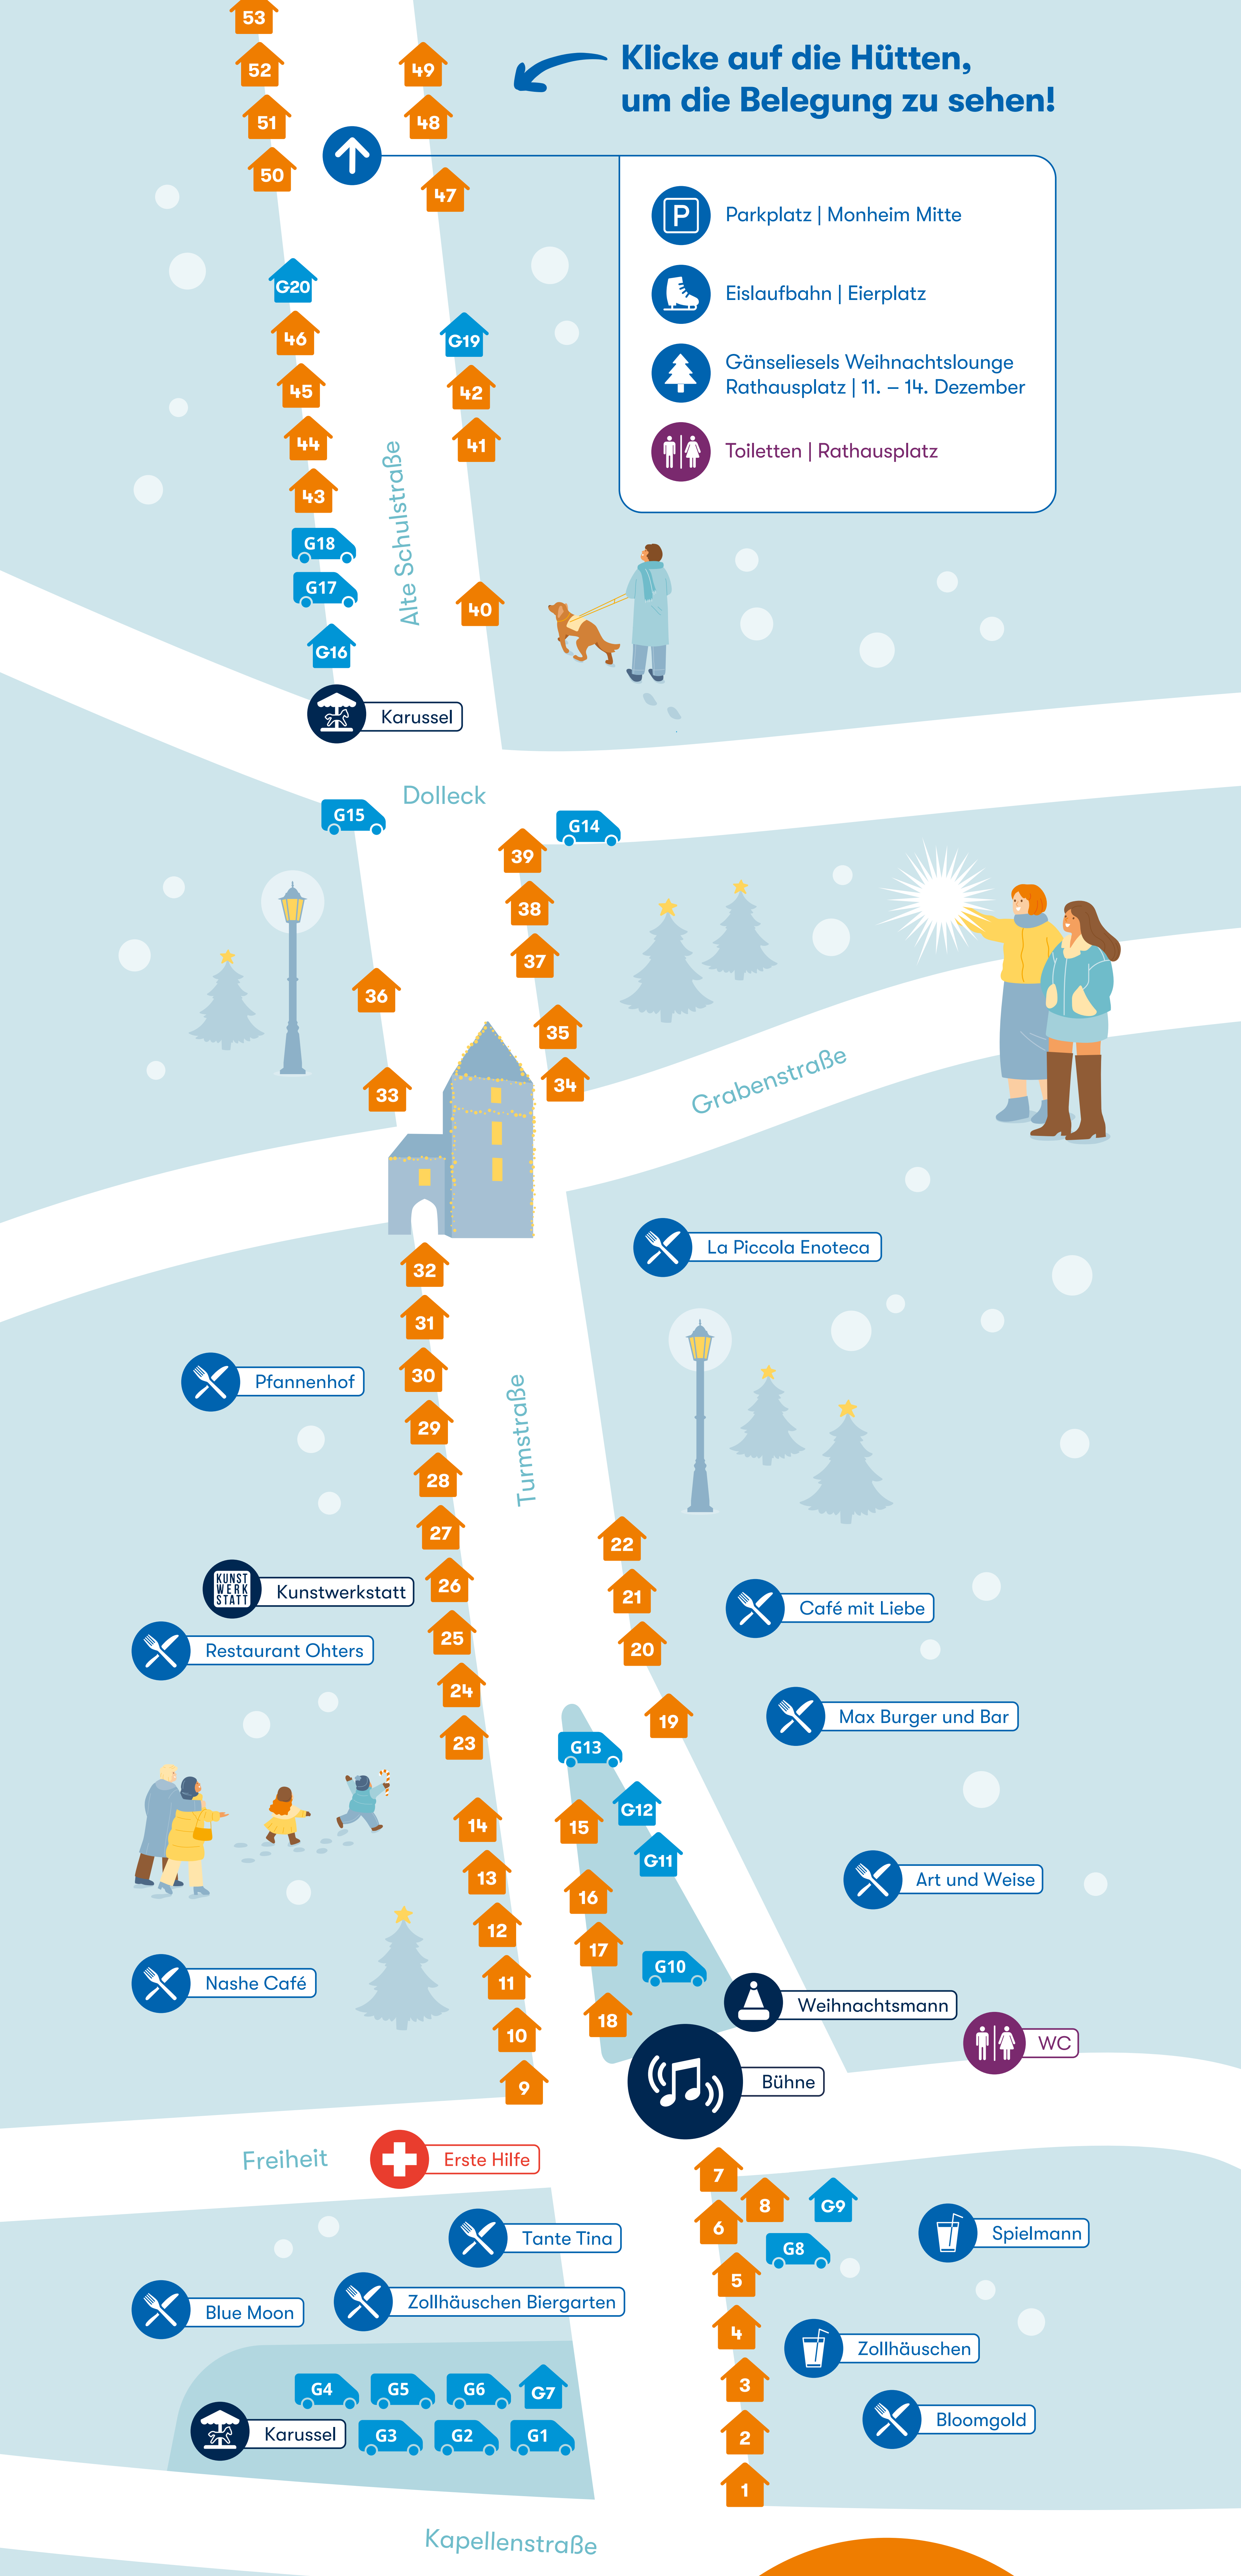 53
52
49
Klicke auf die Hütten,
um die Belegung zu sehen!
51
48
50
47
P
Parkplatz | Monheim Mitte
Eislaufbahn | Eierplatz
Gänseliesels Weihnachtslounge
Rathausplatz | 11. – 14. Dezember
Toiletten | Rathausplatz
G20
46
G19
45
42
44
41
43
Alte Schulstraße
G18
G17
40
G16
Karussel
Dolleck
G15
G14
39
38
37
36
35
34
33
Grabenstraße
La Piccola Enoteca
32
31
30
Pfannenhof
29
Turmstraße
28
27
22
26
KUNST
WERK
STATT
Kunstwerkstatt
21
Café mit Liebe
25
Restaurant Ohters
20
24
19
Max Burger und Bar
23
G13
G12
14
15
G11
13
Art und Weise
16
12
17
G10
11
Nashe Café
Weihnachtsmann
18
10
WC
9
Bühne
Freiheit
Erste Hilfe
7
8
G9
6
Tante Tina
Spielmann
G8
5
Blue Moon
Zollhäuschen Biergarten
4
Zollhäuschen
G4
G5
G6
G7
3
Karussel
G3
G2
G1
2
Bloomgold
1
Kapellenstraße